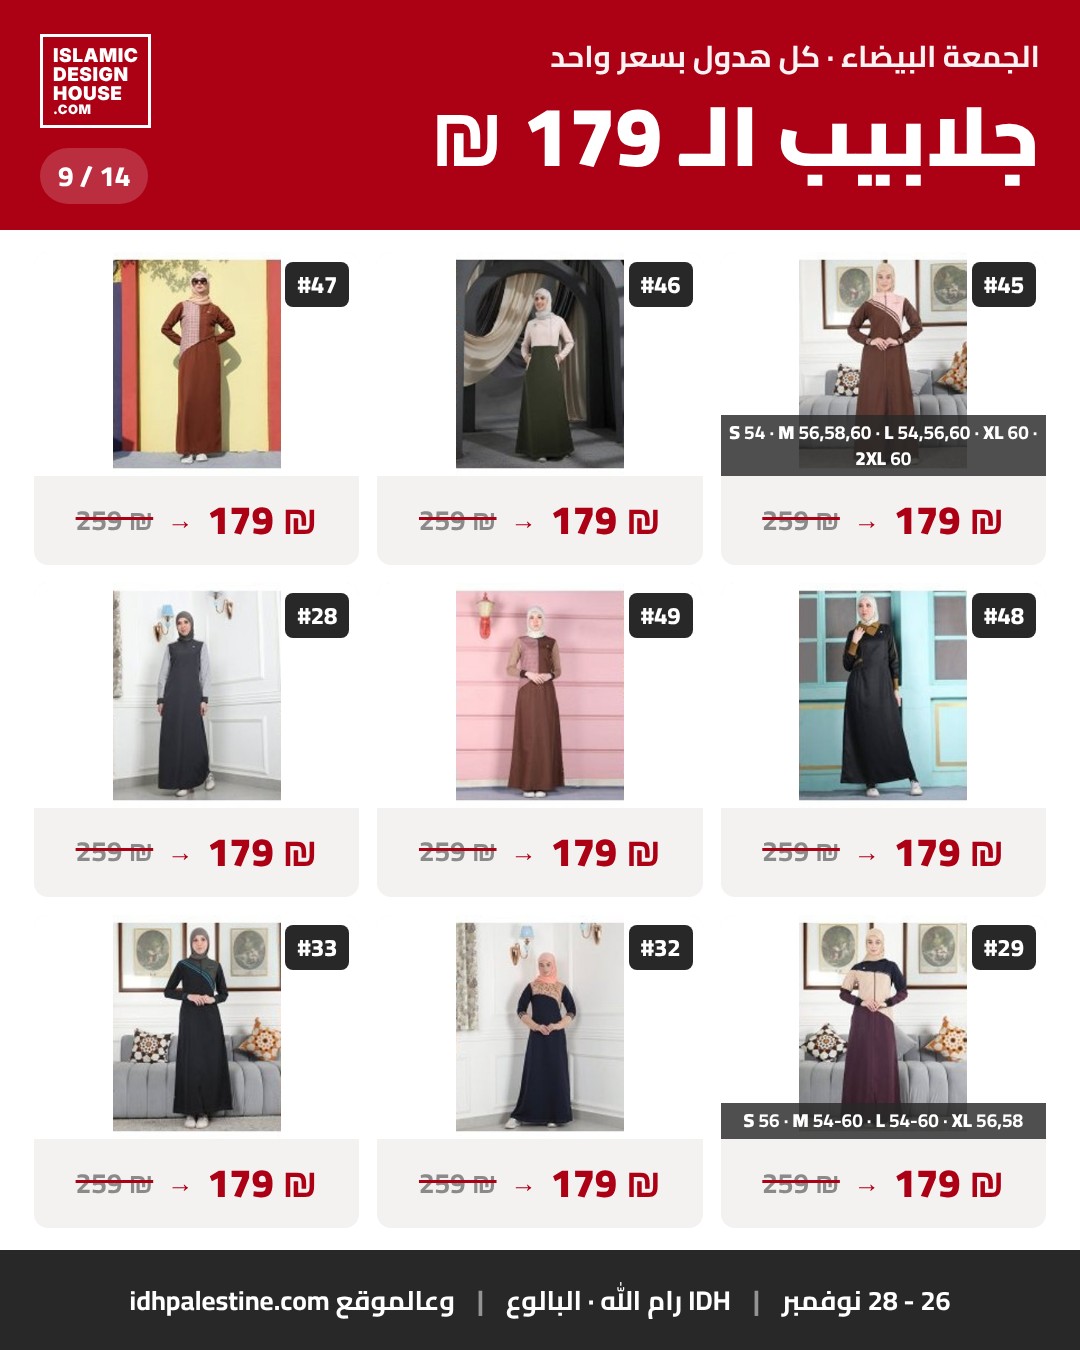 ISLAMIC
DESIGN
HOUSE
.COM
الجمعة البيضاء · كل هدول بسعر واحد
جلابيب الـ 179 ₪
9 / 14
#45
S 54 · M 56,58,60 · L 54,56,60 · XL 60 ·
2XL 60
259 ₪ → 179 ₪
#46
259 ₪ → 179 ₪
#47
259 ₪ → 179 ₪
#48
259 ₪ → 179 ₪
#49
259 ₪ → 179 ₪
#28
259 ₪ → 179 ₪
#29
S 56 · M 54-60 · L 54-60 · XL 56,58
259 ₪ → 179 ₪
#32
259 ₪ → 179 ₪
#33
259 ₪ → 179 ₪
26 - 28 نوفمبر | IDH رام الله · البالوع | وعالموقع idhpalestine.com